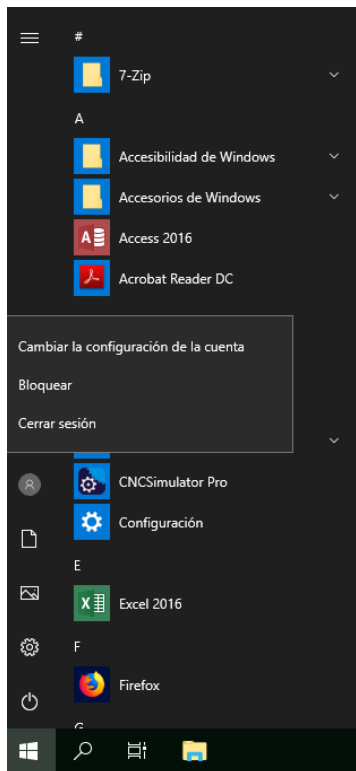 #
7-Zip
A
Accesibilidad de Windows
Accesorios de Windows
Access 2016
Acrobat Reader DC
Cambiar la configuración de la cuenta
Bloquear
Cerrar sesión
CNCSimulator Pro
Configuración
E
Excel 2016
F
Firefox
G